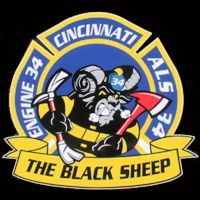 CINCINNATI
ENGINE 34
ALS 34
34
THE BLACK SHEEP